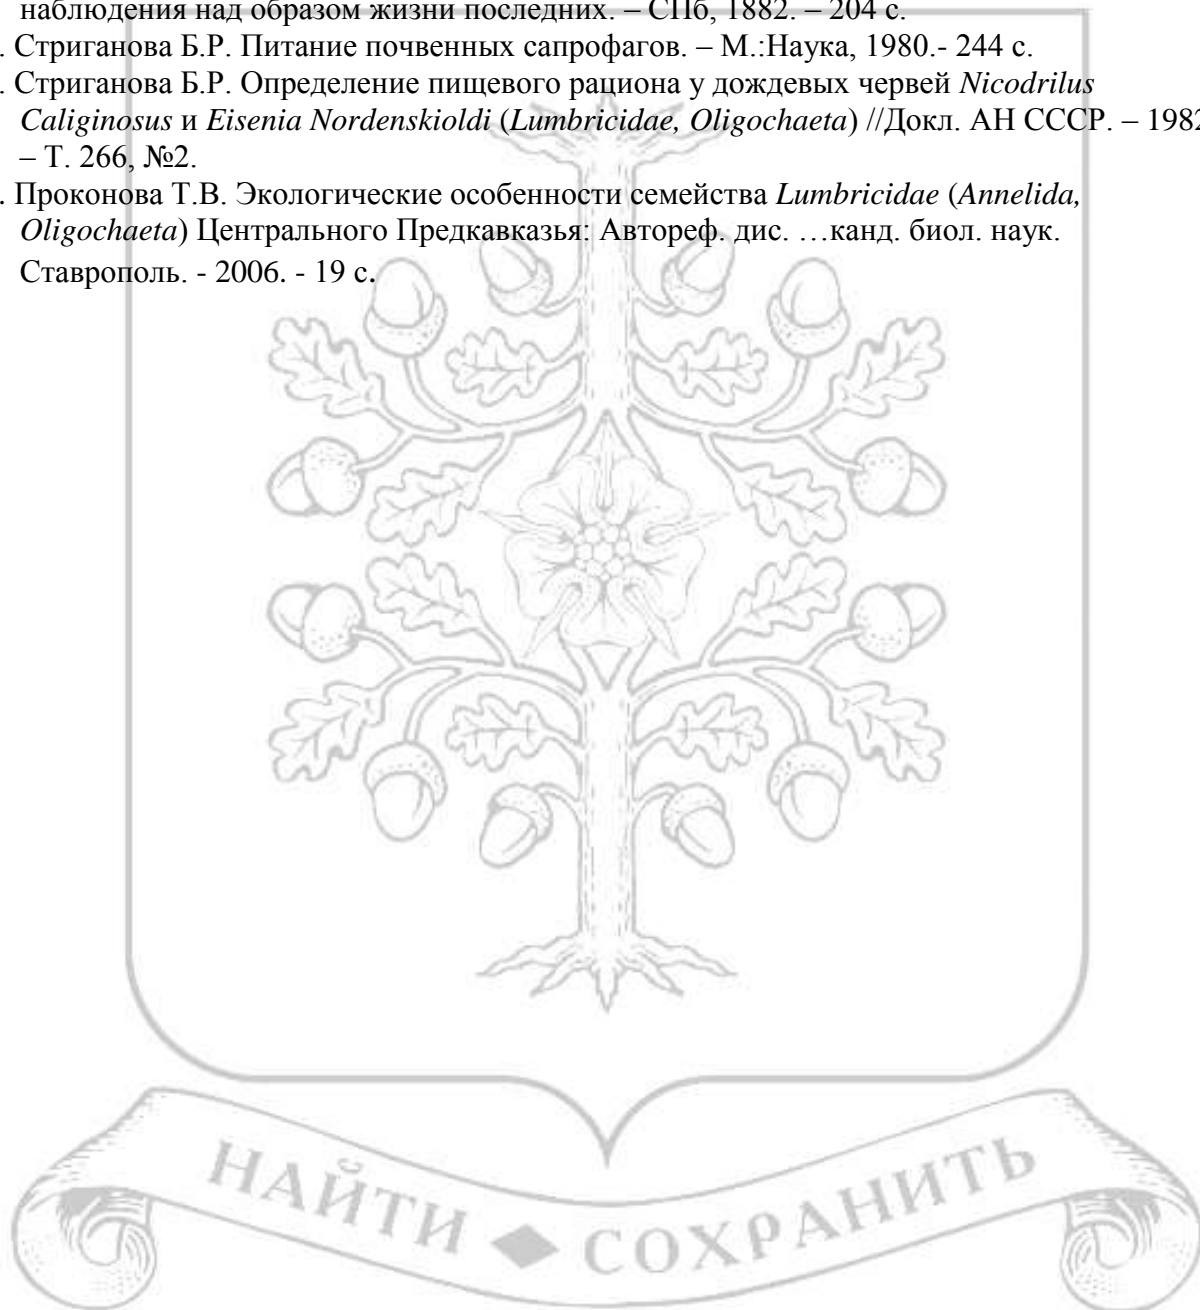 наблюдения над образом жизни последних. – СПб, 1882. – 204 с.
. Стриганова Б.Р. Питание почвенных сапрофагов. – М.:Наука, 1980.- 244 с.
. Стриганова Б.Р. Определение пищевого рациона у дождевых червей Nicodrilus
Caliginosus и Eisenia Nordenskioldi (Lumbricidae, Oligochaeta) //Докл. АН СССР. – 1982
– Т. 266, №2.
. Проконова Т.В. Экологические особенности семейства Lumbricidae (Annelida,
Oligochaeta) Центрального Предкавказья: Автореф. дис. …канд. биол. наук.
Ставрополь. - 2006. - 19 с.
НАЙТИ ◆ СОХРАНИТЬ